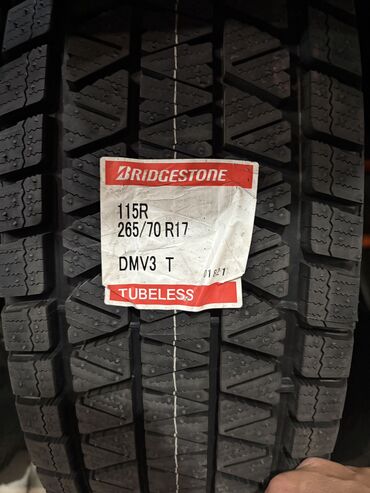 BRIDGESTONE
115R
265/70 R17
DMV3 T
TUBELESS